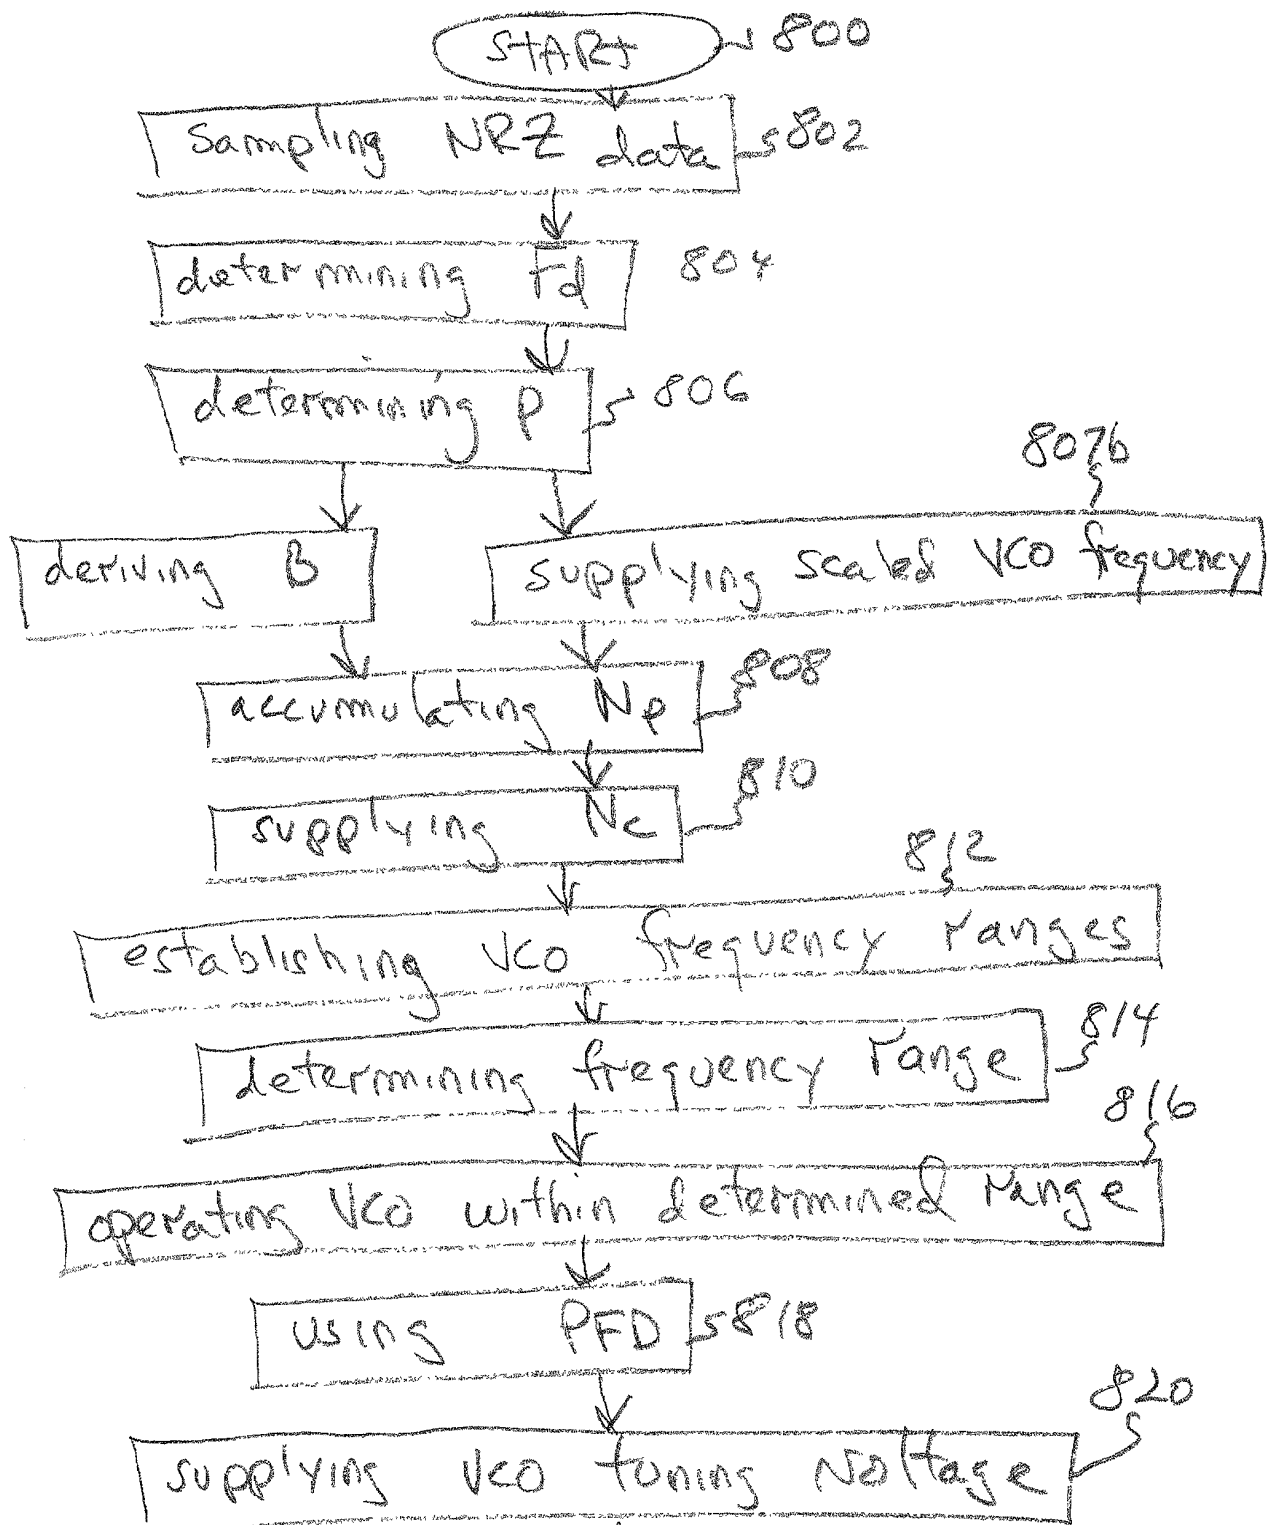 START 800
Sampling NRZ data 802
determining Fd 804
determining P 806
807b
deriving B
supplying scaled VCO frequency
accumulating Np 808
supplying Nc 810
812
establishing VCO frequency ranges
determining frequency range 814
816
operating VCO within determined range
using PFD 818
820
supplying VCO tuning Voltage